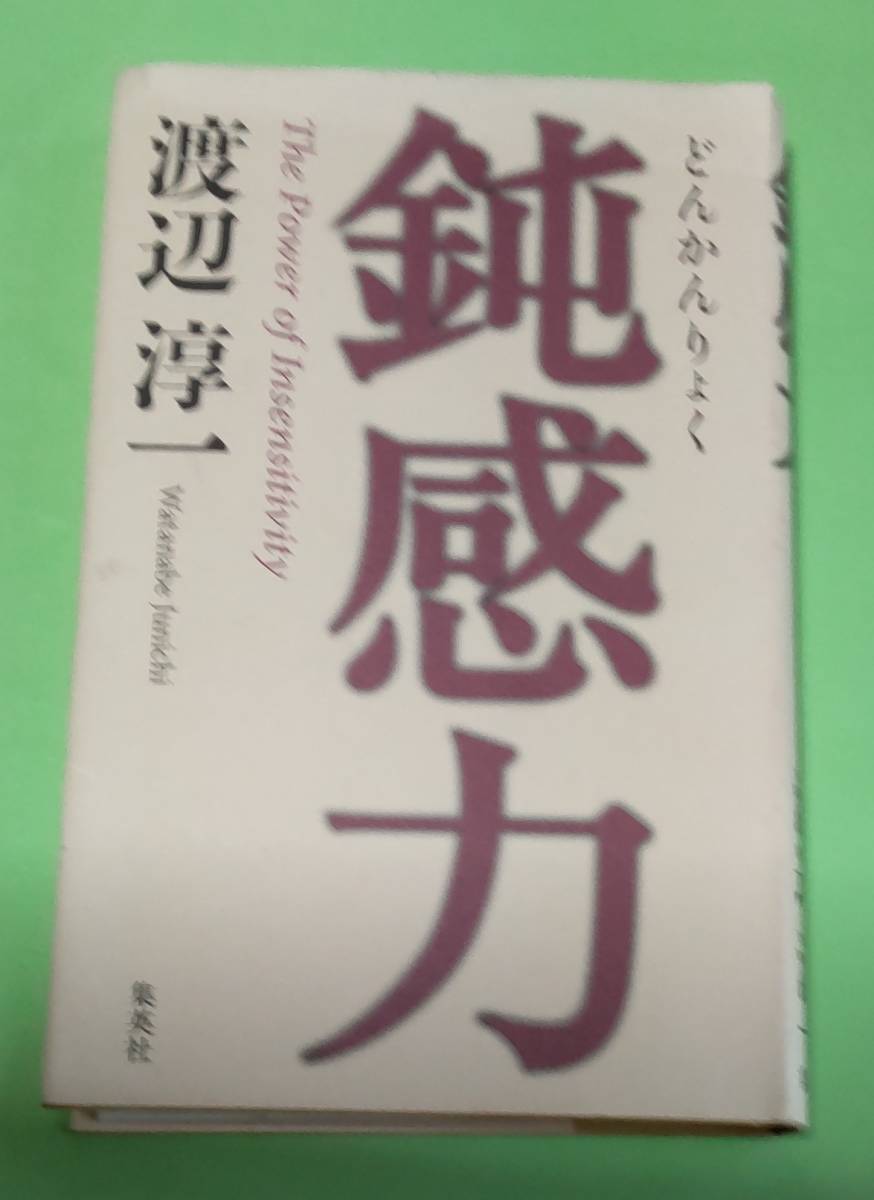 どんかんりょく
鈍感力
The Power of Insensitivity
渡辺 淳一
Watanabe Junichi
集英社